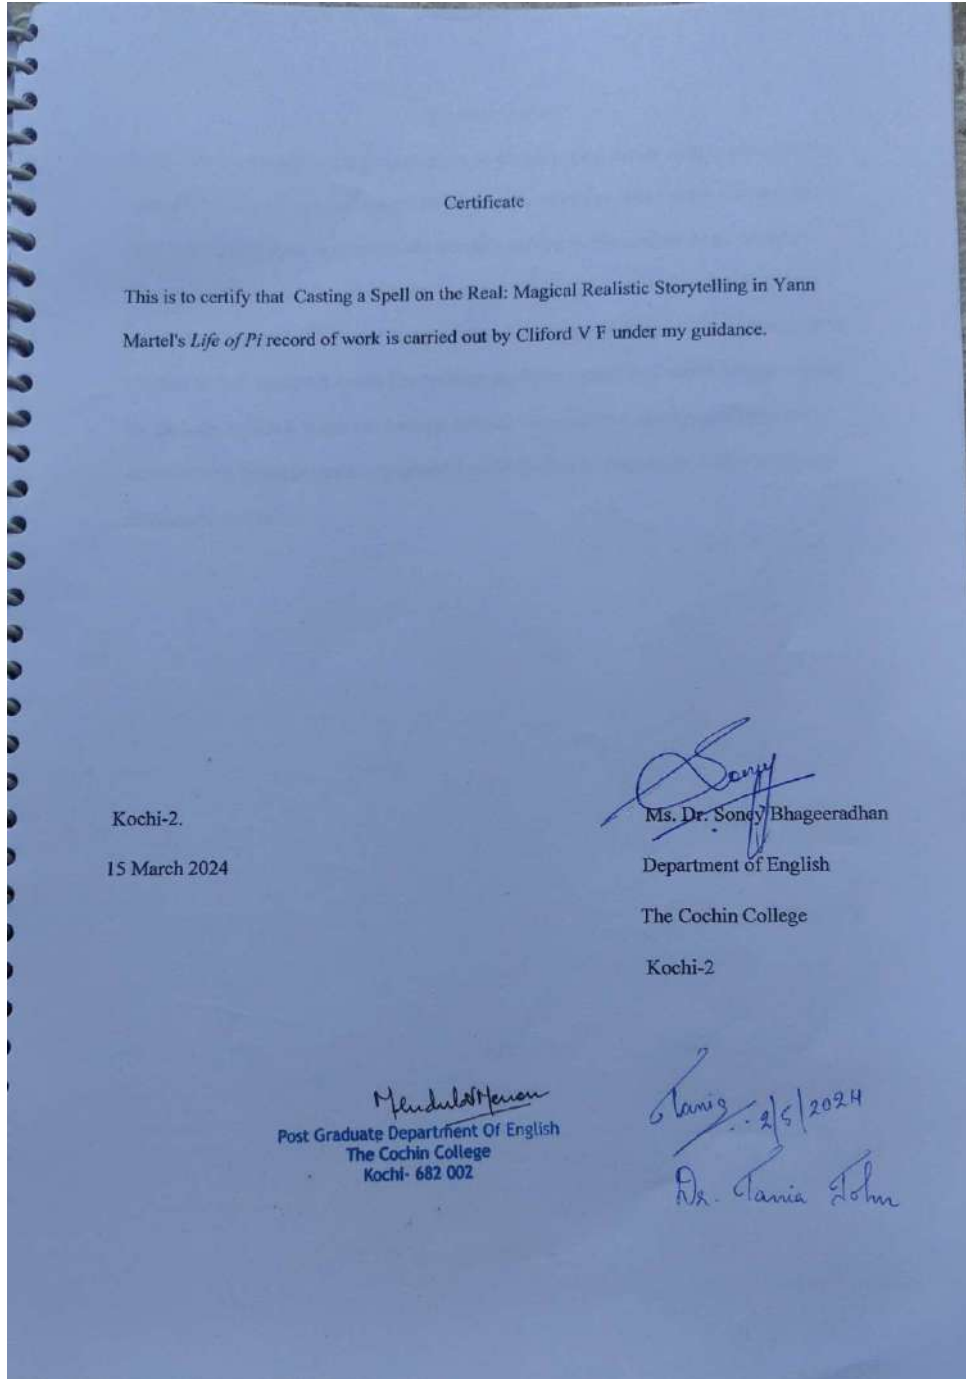 Certificate
This is to certify that Casting a Spell on the Real: Magical Realistic Storytelling in Yann
Martel's Life of Pi record of work is carried out by Cliford V F under my guidance.
Kochi-2.
15 March 2024
Sony
Ms. Dr. Soncy Bhageeradhan
Department of English
The Cochin College
Kochi-2
Post Graduate Department Of English
The Cochin College
Kochi- 682 002
Tania
2/5/2024
Dr. Tania John